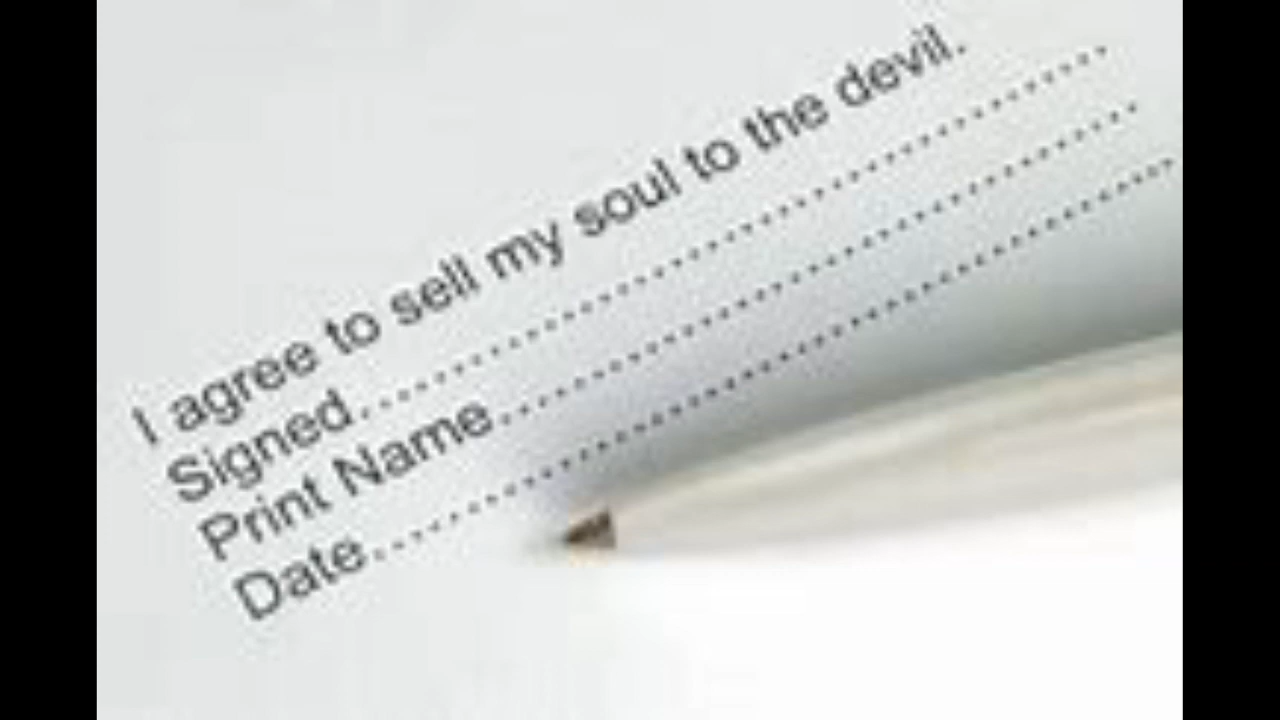 I agree to sell my soul to the devil.
Signed................................................................
Print Name......................................................
Date....................................................................